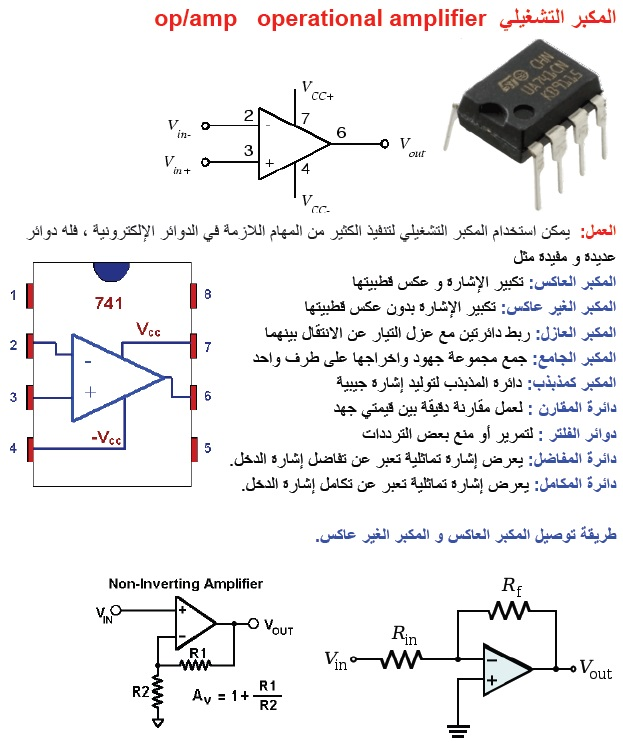 المكبر التشغيلي op/amp operational amplifier
CHN
UA741CN
VCC+
Vin-
2
-
7
6
Vout
Vin+
3
+
4
VCC-
العمل: يمكن استخدام المكبر التشغيلي لتنفيذ الكثير من المهام اللازمة في الدوائر الإلكترونية ، فله دوائر
عديدة و مفيدة مثل
المكبر العاكس: تكبير الإشارة و عكس قطبيتها
المكبر الغير عاكس: تكبير الإشارة بدون عكس قطبيتها
المكبر العازل: ربط دائرتين مع عزل التيار عن الانتقال بينهما
المكبر الجامع: جمع مجموعة جهود واخراجها على طرف واحد
المكبر كمذبذب: دائرة المذبذب لتوليد إشارة جيبية
دائرة المقارن : لعمل مقارنة دقيقة بين قيمتي جهد
دوائر الفلتر : لتمرير أو منع بعض الترددات
دائرة المفاضل: يعرض إشارة تماثلية تعبر عن تفاضل إشارة الدخل.
دائرة المكامل: يعرض إشارة تماثلية تعبر عن تكامل إشارة الدخل.
1
741
8
2
Vcc
7
-
3
+
6
4
-Vcc
5
طريقة توصيل المكبر العاكس و المكبر الغير عاكس.
Non-Inverting Amplifier
VIN
+
-
VOUT
R1
R2
AV = 1 + R1/R2
Rf
Rin
Vin
-
+
Vout